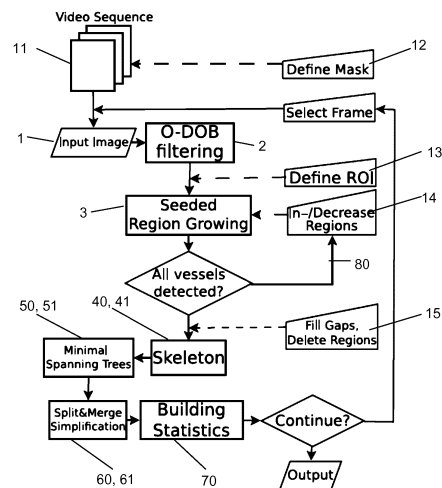 Video Sequence
11
12
Define Mask
Select Frame
1
Input Image
O-DOB
filtering
2
13
Define ROI
3
Seeded
Region Growing
14
In-/Decrease
Regions
All vessels
detected?
80
50, 51
40, 41
15
Fill Gaps,
Delete Regions
Minimal
Spanning Trees
Skeleton
Split&Merge
Simplification
Building
Statistics
Continue?
60, 61
70
Output